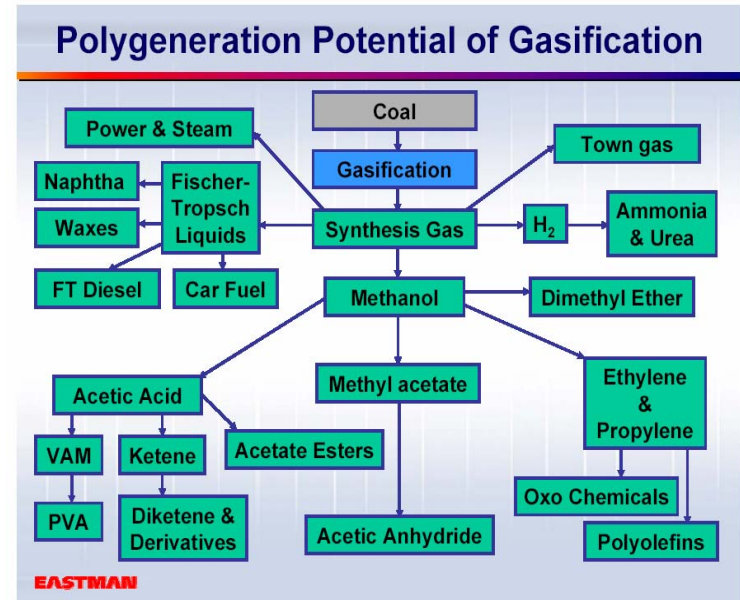 Polygeneration Potential of Gasification
Coal
Power & Steam
Town gas
Gasification
Naphtha
Fischer-
Tropsch
Liquids
Waxes
Synthesis Gas
H₂
Ammonia
& Urea
FT Diesel
Car Fuel
Methanol
Dimethyl Ether
Acetic Acid
Methyl acetate
Ethylene
&
Propylene
VAM
Ketene
Acetate Esters
Oxo Chemicals
PVA
Diketene &
Derivatives
Acetic Anhydride
Polyolefins
EASTMAN